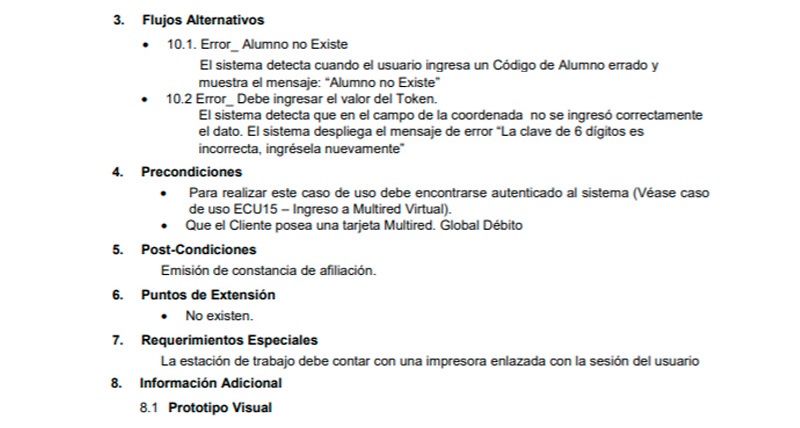 3. Flujos Alternativos
• 10.1. Error_ Alumno no Existe
El sistema detecta cuando el usuario ingresa un Código de Alumno errado y
muestra el mensaje: “Alumno no Existe”
• 10.2 Error_ Debe ingresar el valor del Token.
El sistema detecta que en el campo de la coordenada no se ingresó correctamente
el dato. El sistema despliega el mensaje de error “La clave de 6 dígitos es
incorrecta, ingrésela nuevamente”
4. Precondiciones
• Para realizar este caso de uso debe encontrarse autenticado al sistema (Véase caso
de uso ECU15 – Ingreso a Multired Virtual).
• Que el Cliente posea una tarjeta Multired. Global Débito
5. Post-Condiciones
Emisión de constancia de afiliación.
6. Puntos de Extensión
• No existen.
7. Requerimientos Especiales
La estación de trabajo debe contar con una impresora enlazada con la sesión del usuario
8. Información Adicional
8.1 Prototipo Visual